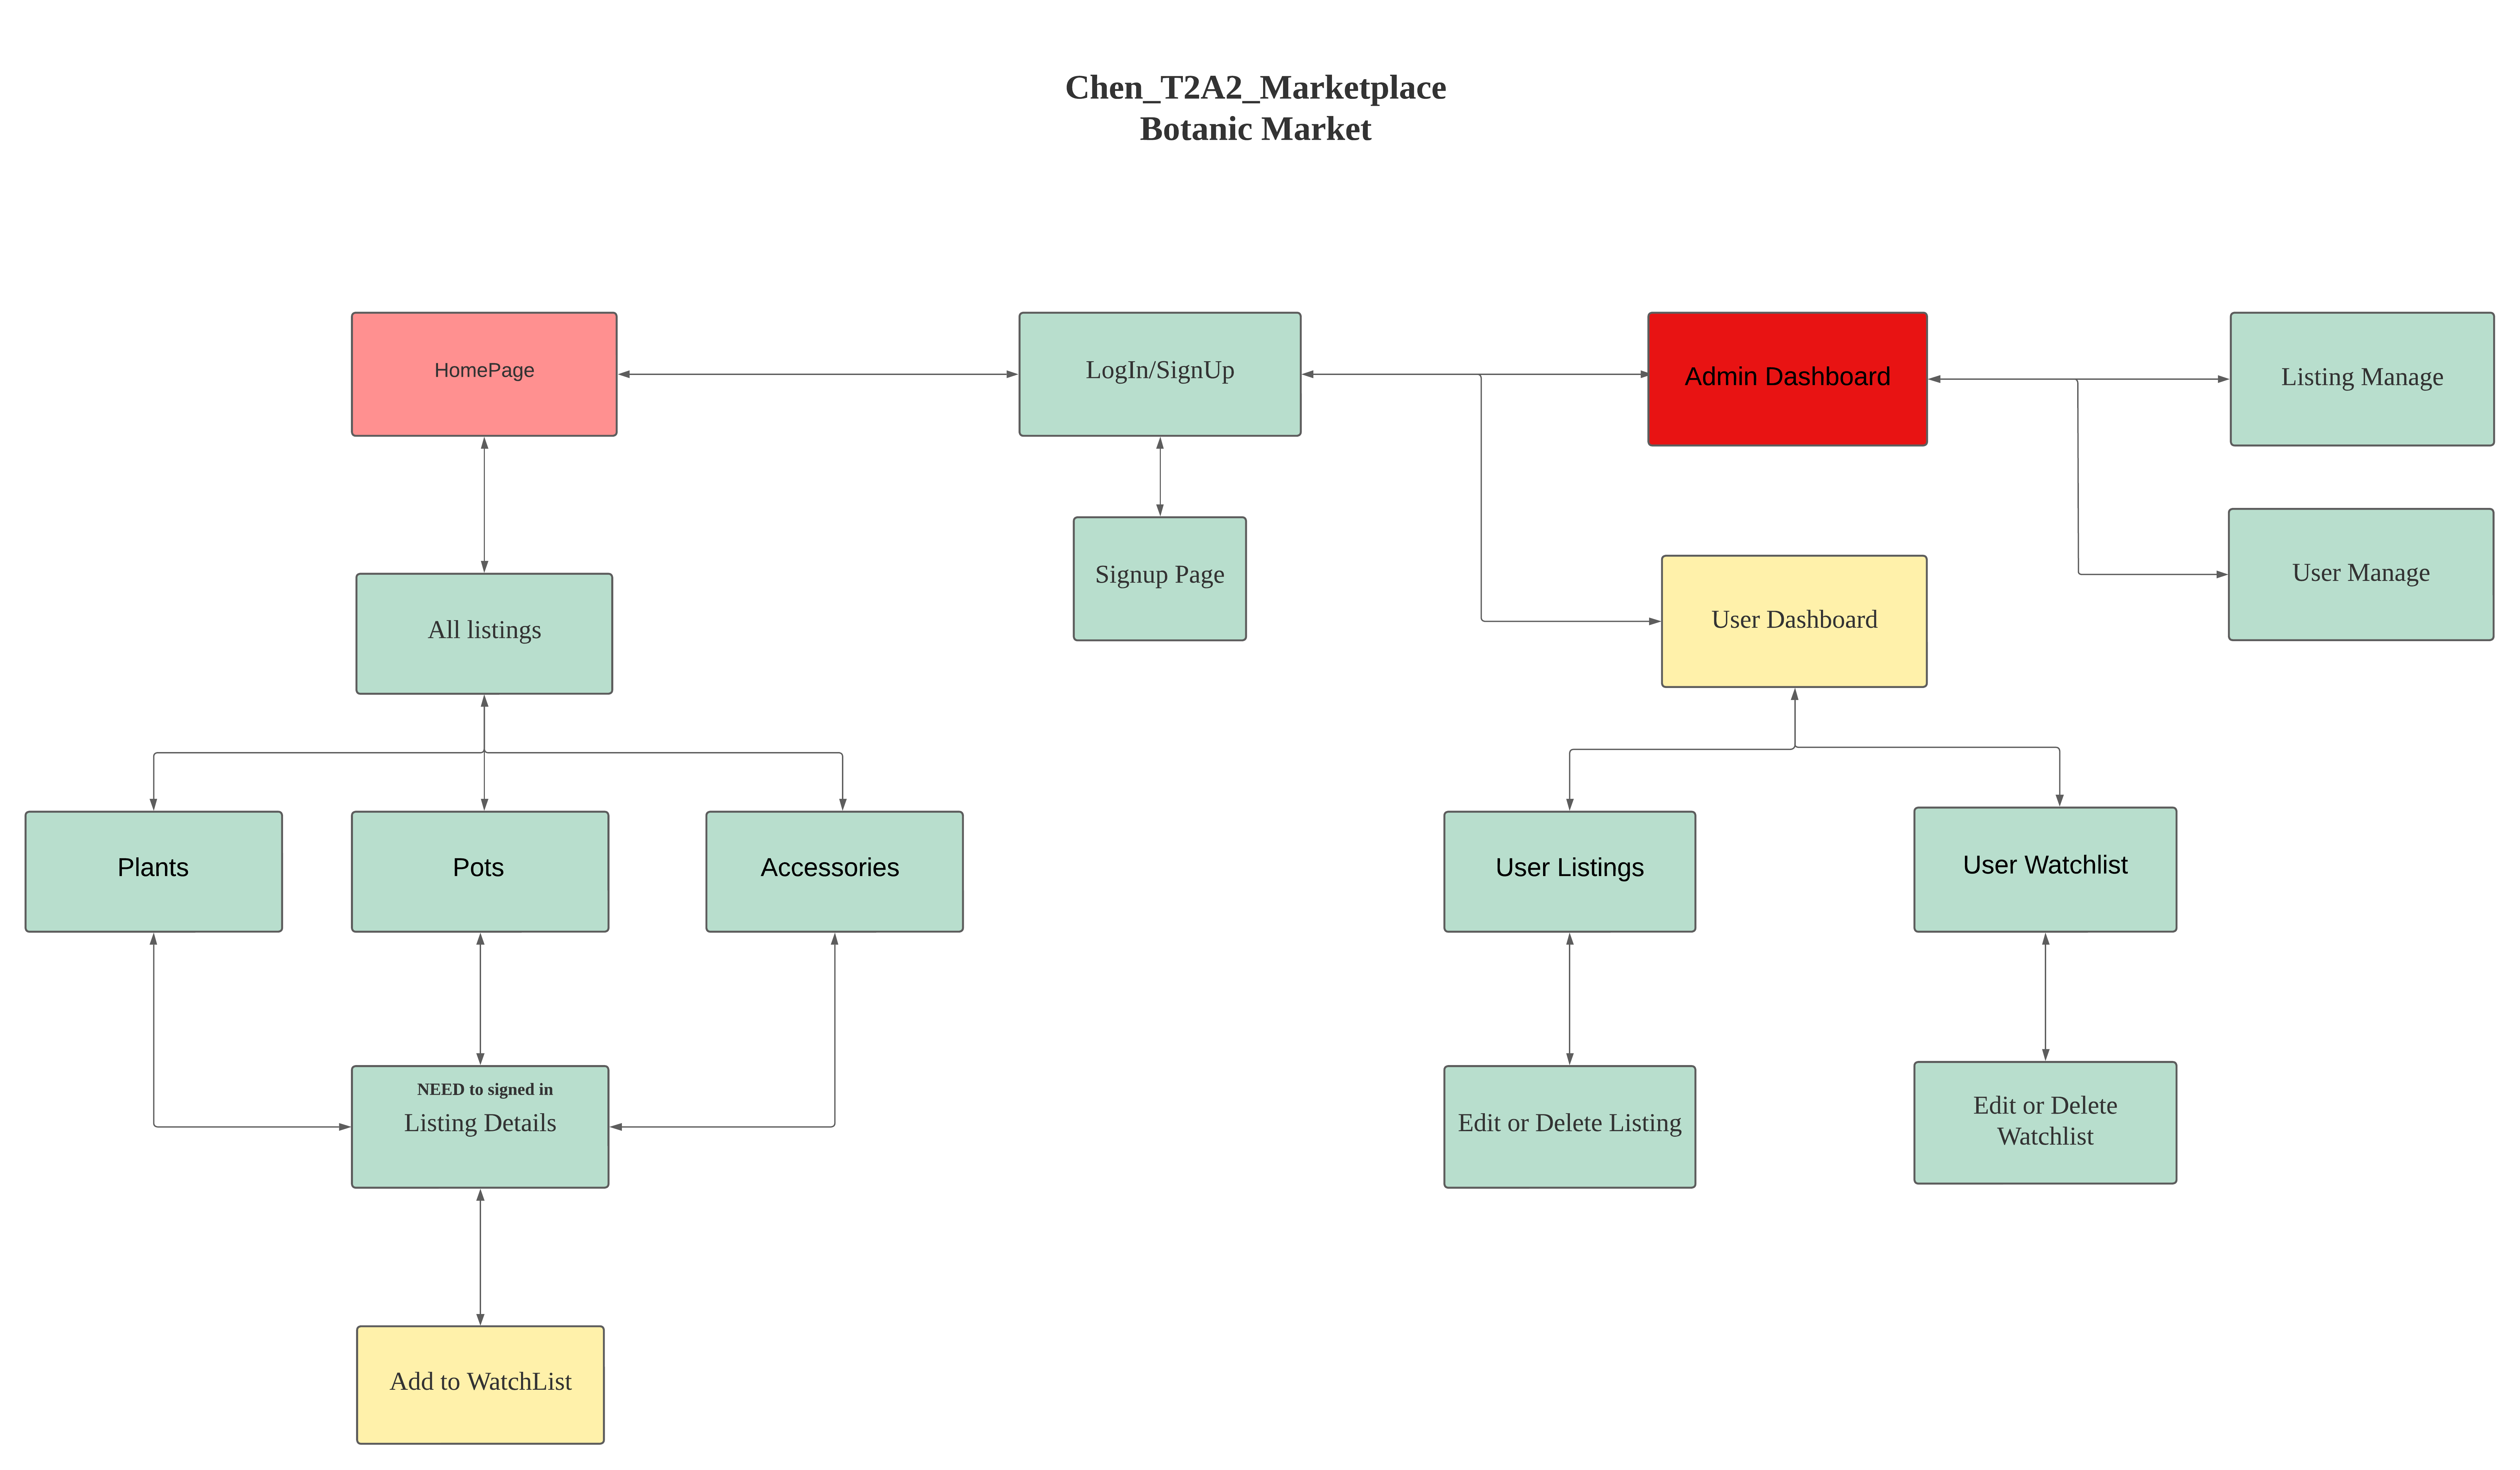 Chen_T2A2_Marketplace
Botanic Market
HomePage
LogIn/SignUp
Admin Dashboard
Listing Manage
Signup Page
User Manage
All listings
User Dashboard
Plants
Pots
Accessories
User Listings
User Watchlist
NEED to signed in
Listing Details
Edit or Delete Listing
Edit or Delete
Watchlist
Add to WatchList